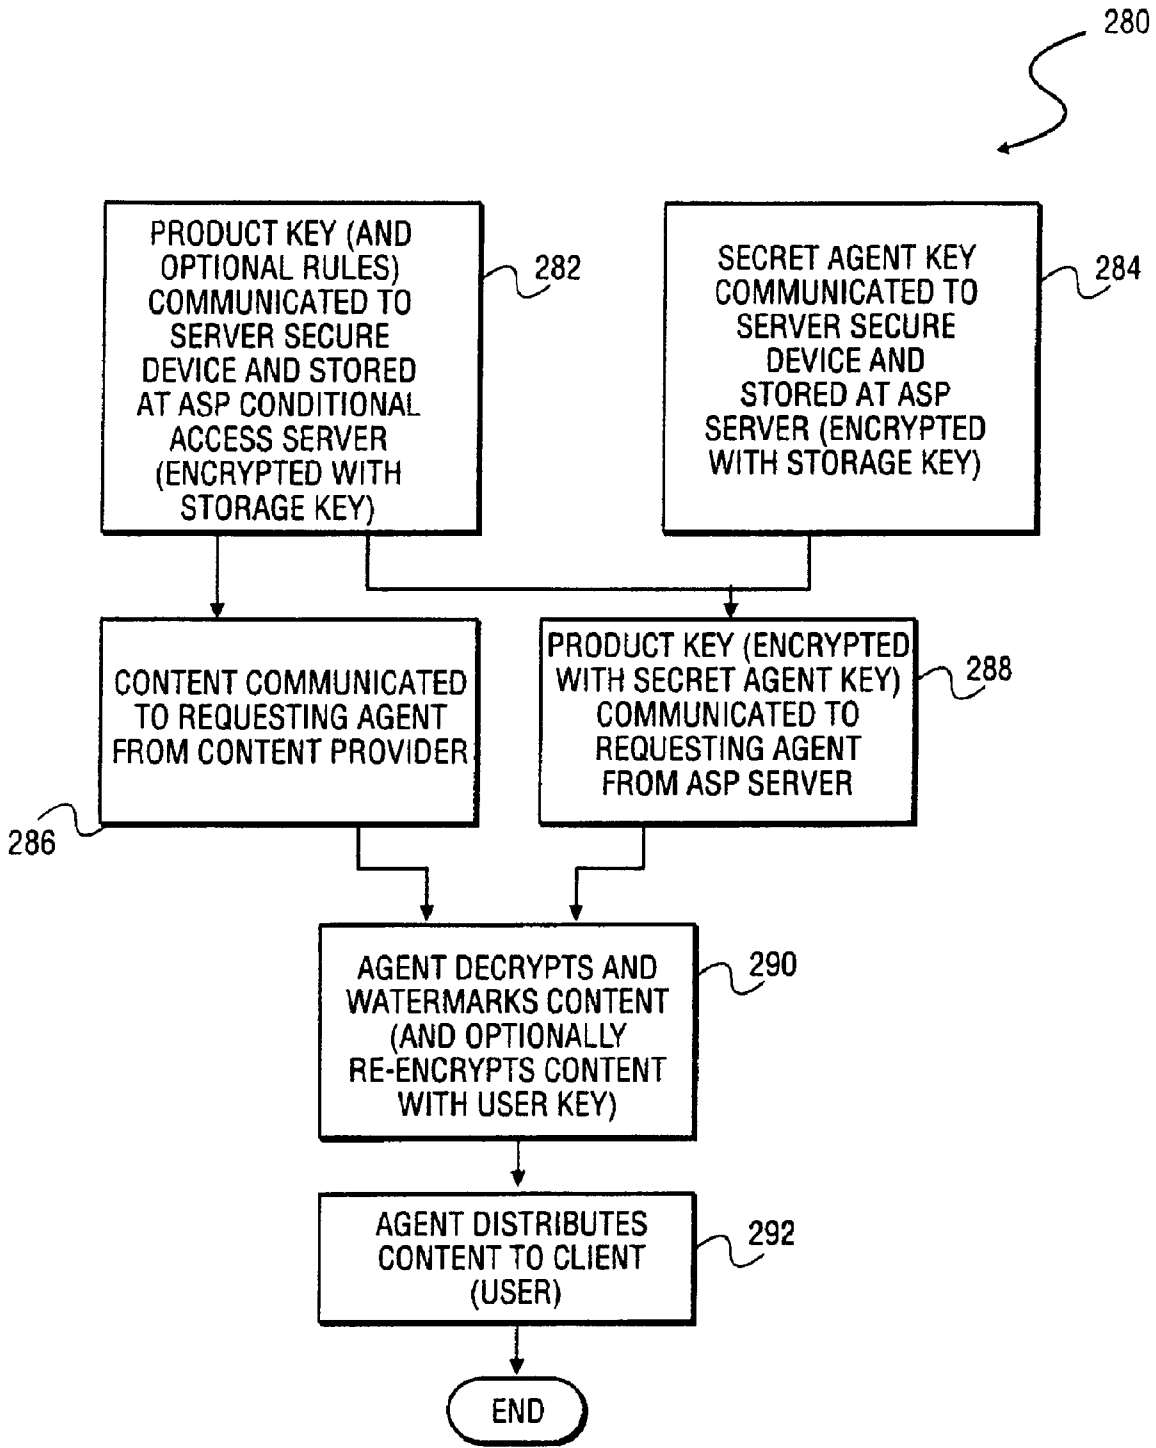 280
PRODUCT KEY (AND
OPTIONAL RULES)
COMMUNICATED TO
SERVER SECURE
DEVICE AND STORED
AT ASP CONDITIONAL
ACCESS SERVER
(ENCRYPTED WITH
STORAGE KEY)
282
SECRET AGENT KEY
COMMUNICATED TO
SERVER SECURE
DEVICE AND
STORED AT ASP
SERVER (ENCRYPTED
WITH STORAGE KEY)
284
CONTENT COMMUNICATED
TO REQUESTING AGENT
FROM CONTENT PROVIDER
286
PRODUCT KEY (ENCRYPTED
WITH SECRET AGENT KEY)
COMMUNICATED TO
REQUESTING AGENT
FROM ASP SERVER
288
AGENT DECRYPTS AND
WATERMARKS CONTENT
(AND OPTIONALLY
RE-ENCRYPTS CONTENT
WITH USER KEY)
290
AGENT DISTRIBUTES
CONTENT TO CLIENT
(USER)
292
END